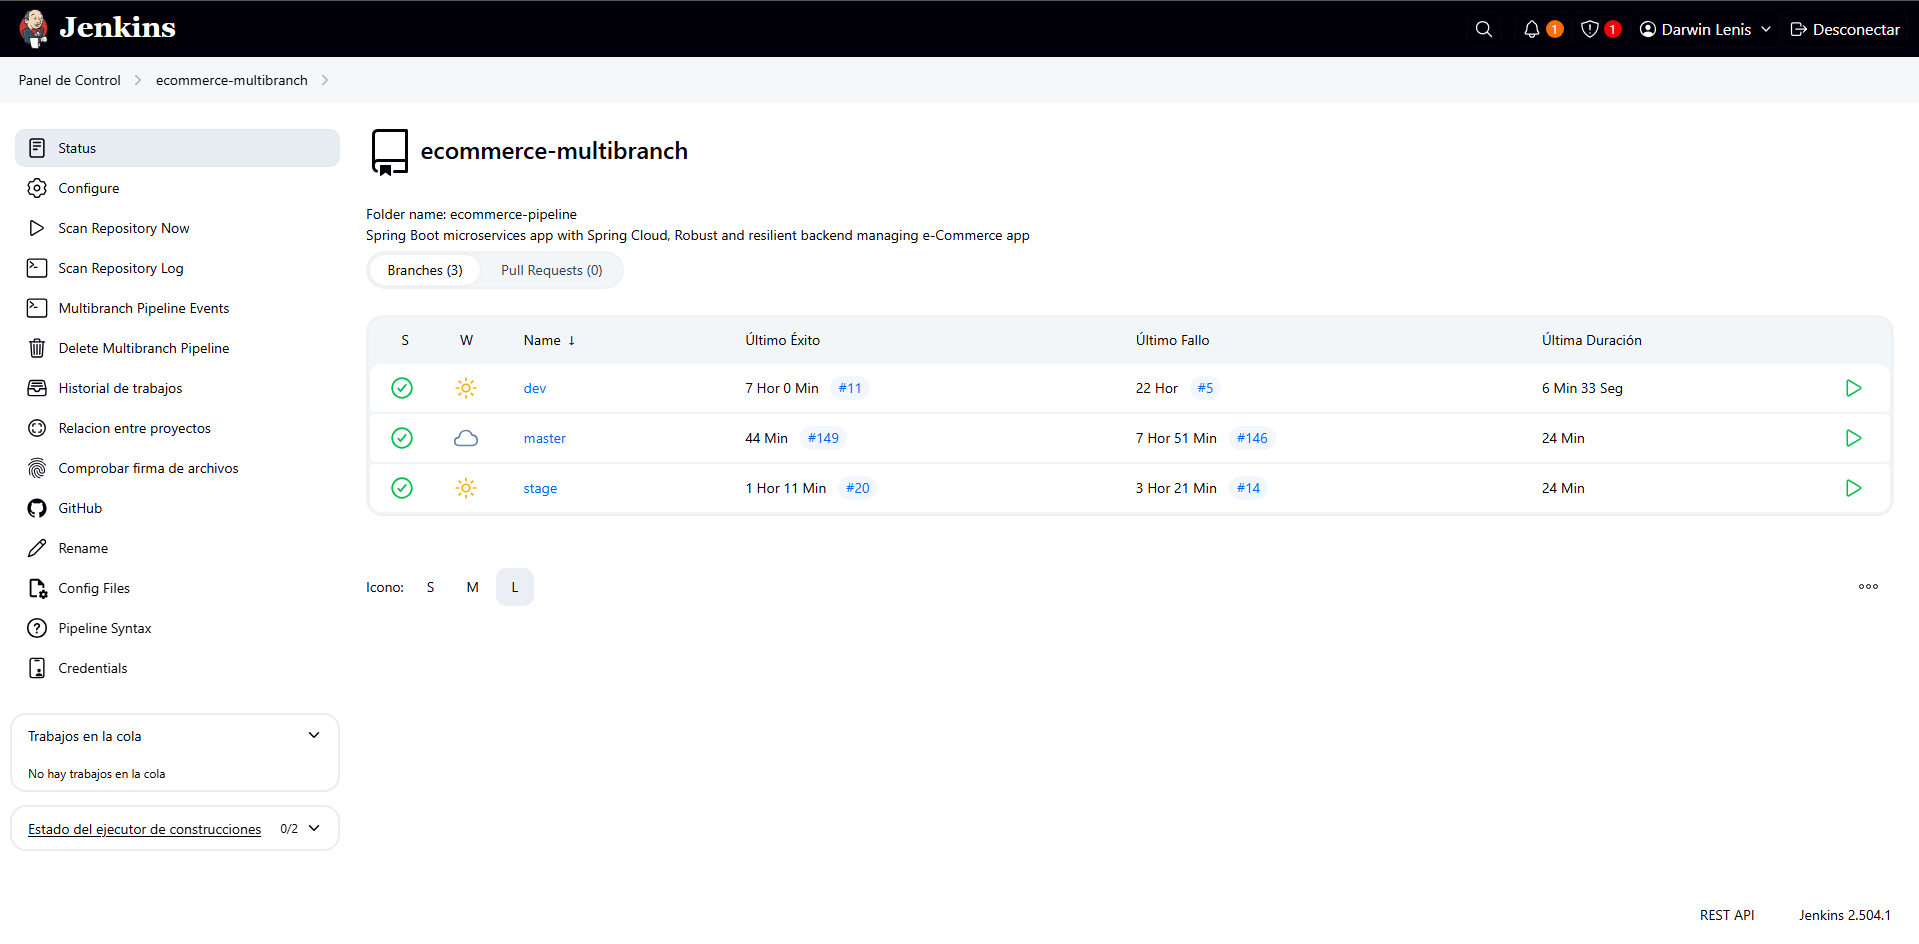 Jenkins
1
1
Darwin Lenis
Desconectar
Panel de Control
ecommerce-multibranch
Status
Configure
Scan Repository Now
Scan Repository Log
Multibranch Pipeline Events
Delete Multibranch Pipeline
Historial de trabajos
Relacion entre proyectos
Comprobar firma de archivos
GitHub
Rename
Config Files
Pipeline Syntax
Credentials
Trabajos en la cola
No hay trabajos en la cola
Estado del ejecutor de construcciones 0/2
ecommerce-multibranch
Folder name: ecommerce-pipeline
Spring Boot microservices app with Spring Cloud, Robust and resilient backend managing e-Commerce app
Branches (3) Pull Requests (0)
S W Name ↓ Último Éxito Último Fallo Última Duración
dev 7 Hor 0 Min #11 22 Hor #5 6 Min 33 Seg
master 44 Min #149 7 Hor 51 Min #146 24 Min
stage 1 Hor 11 Min #20 3 Hor 21 Min #14 24 Min
Icono: S M L
REST API Jenkins 2.504.1